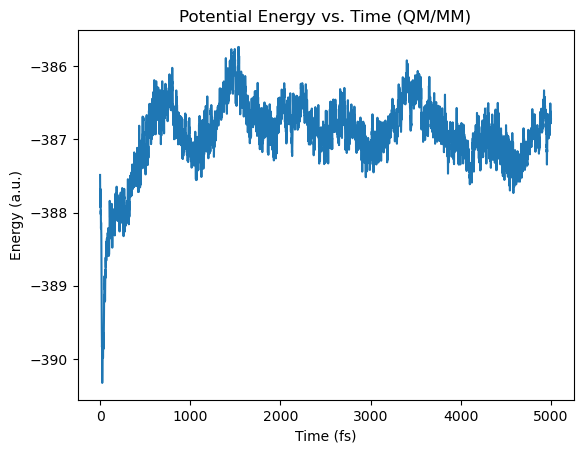 Potential Energy vs. Time (QM/MM)
Energy (a.u.)
−386
−387
−388
−389
−390
0 1000 2000 3000 4000 5000
Time (fs)